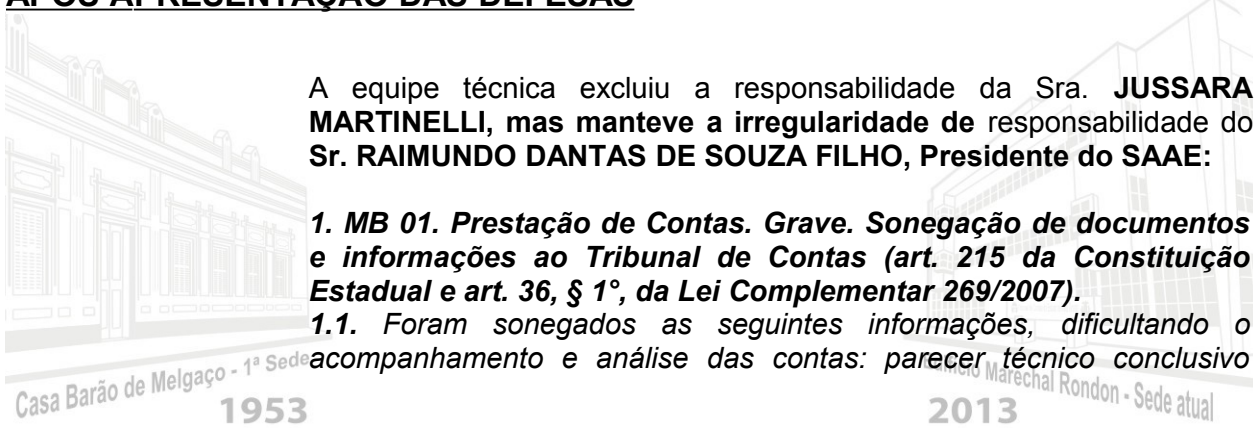 APÓS APRESENTAÇÃO DAS DEFESAS
A equipe técnica excluiu a responsabilidade da Sra. JUSSARA
MARTINELLI, mas manteve a irregularidade de responsabilidade do
Sr. RAIMUNDO DANTAS DE SOUZA FILHO, Presidente do SAAE:
1. MB 01. Prestação de Contas. Grave. Sonegação de documentos
e informações ao Tribunal de Contas (art. 215 da Constituição
Estadual e art. 36, § 1°, da Lei Complementar 269/2007).
1.1. Foram sonegados as seguintes informações, dificultando o
acompanhamento e análise das contas: parecer técnico conclusivo
Casa Barão de Melgaço - 1ª Sede
1953
Marechal Rondon - Sede atual
2013